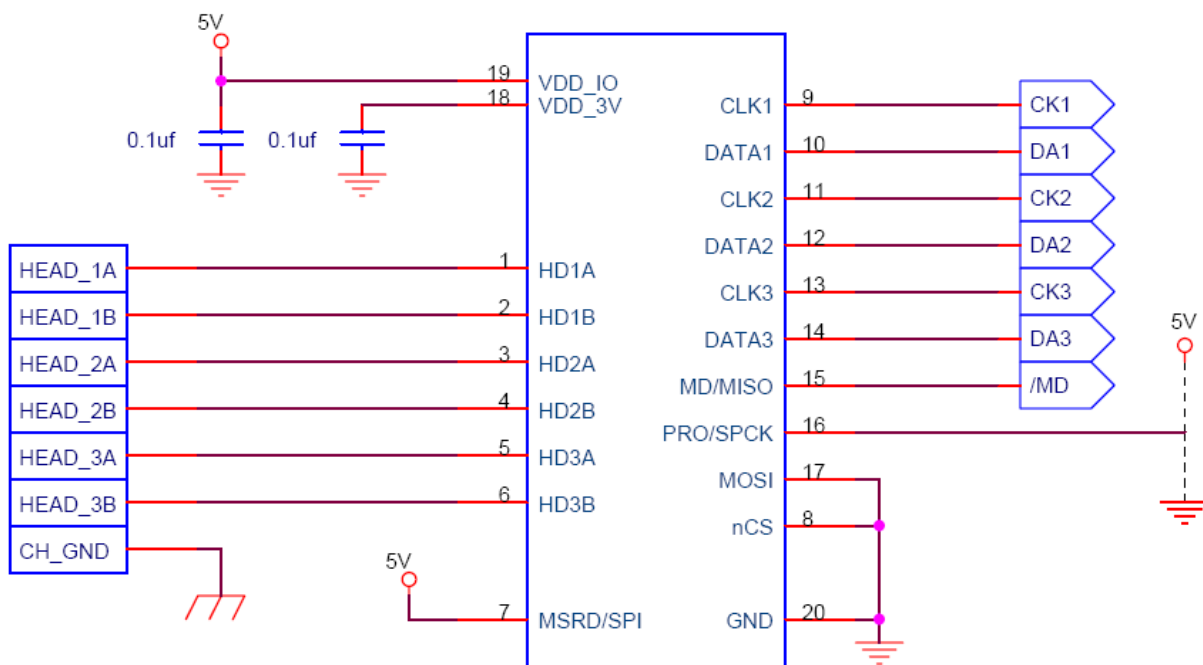 5V
19 VDD_IO
18 VDD_3V
0.1uf 0.1uf
HEAD_1A 1 HD1A
HEAD_1B 2 HD1B
HEAD_2A 3 HD2A
HEAD_2B 4 HD2B
HEAD_3A 5 HD3A
HEAD_3B 6 HD3B
CH_GND
5V
7 MSRD/SPI
CLK1 9 CK1
DATA1 10 DA1
CLK2 11 CK2
DATA2 12 DA2
CLK3 13 CK3
DATA3 14 DA3
MD/MISO 15 /MD
5V
PRO/SPCK 16
MOSI 17
nCS 8
GND 20